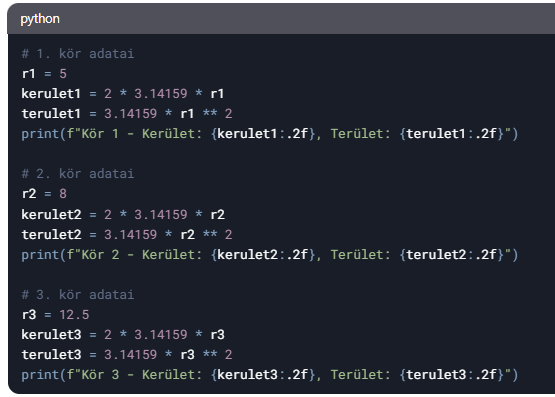 python
# 1. kör adatai
r1 = 5
kerulet1 = 2 * 3.14159 * r1
terulet1 = 3.14159 * r1 ** 2
print(f"Kör 1 - Kerület: {kerulet1:.2f}, Terület: {terulet1:.2f}")
# 2. kör adatai
r2 = 8
kerulet2 = 2 * 3.14159 * r2
terulet2 = 3.14159 * r2 ** 2
print(f"Kör 2 - Kerület: {kerulet2:.2f}, Terület: {terulet2:.2f}")
# 3. kör adatai
r3 = 12.5
kerulet3 = 2 * 3.14159 * r3
terulet3 = 3.14159 * r3 ** 2
print(f"Kör 3 - Kerület: {kerulet3:.2f}, Terület: {terulet3:.2f}")